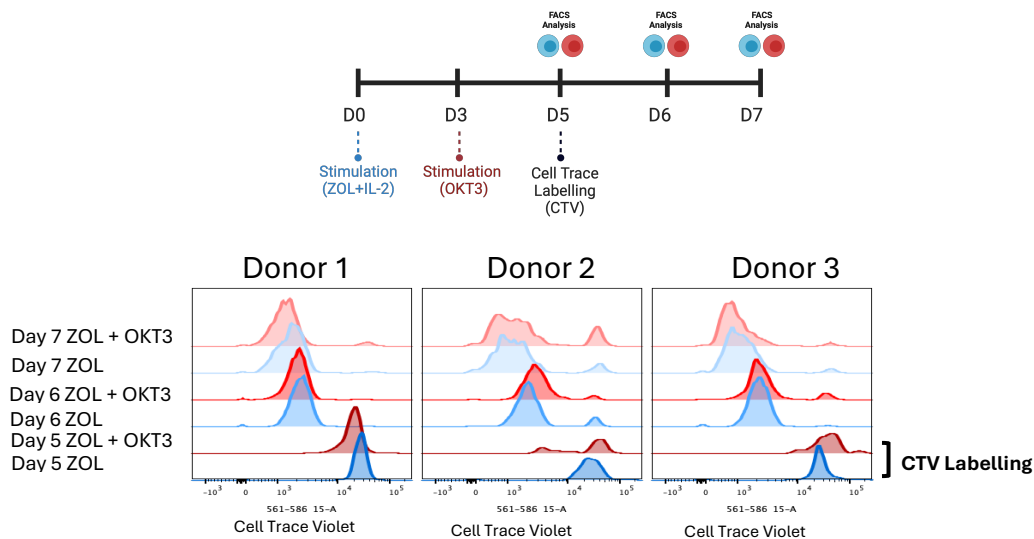 FACS
Analysis
FACS
Analysis
FACS
Analysis
D0
D3
D5
D6
D7
Stimulation
(ZOL+IL-2)
Stimulation
(OKT3)
Cell Trace
Labelling
(CTV)
Donor 1
Donor 2
Donor 3
Day 7 ZOL + OKT3
Day 7 ZOL
Day 6 ZOL + OKT3
Day 6 ZOL
Day 5 ZOL + OKT3
Day 5 ZOL
CTV Labelling
-10³ 0 10³ 10⁴ 10⁵
-10³ 0 10³ 10⁴ 10⁵
-10³ 0 10³ 10⁴ 10⁵
561-586 15-A
561-586 15-A
561-586 15-A
Cell Trace Violet
Cell Trace Violet
Cell Trace Violet